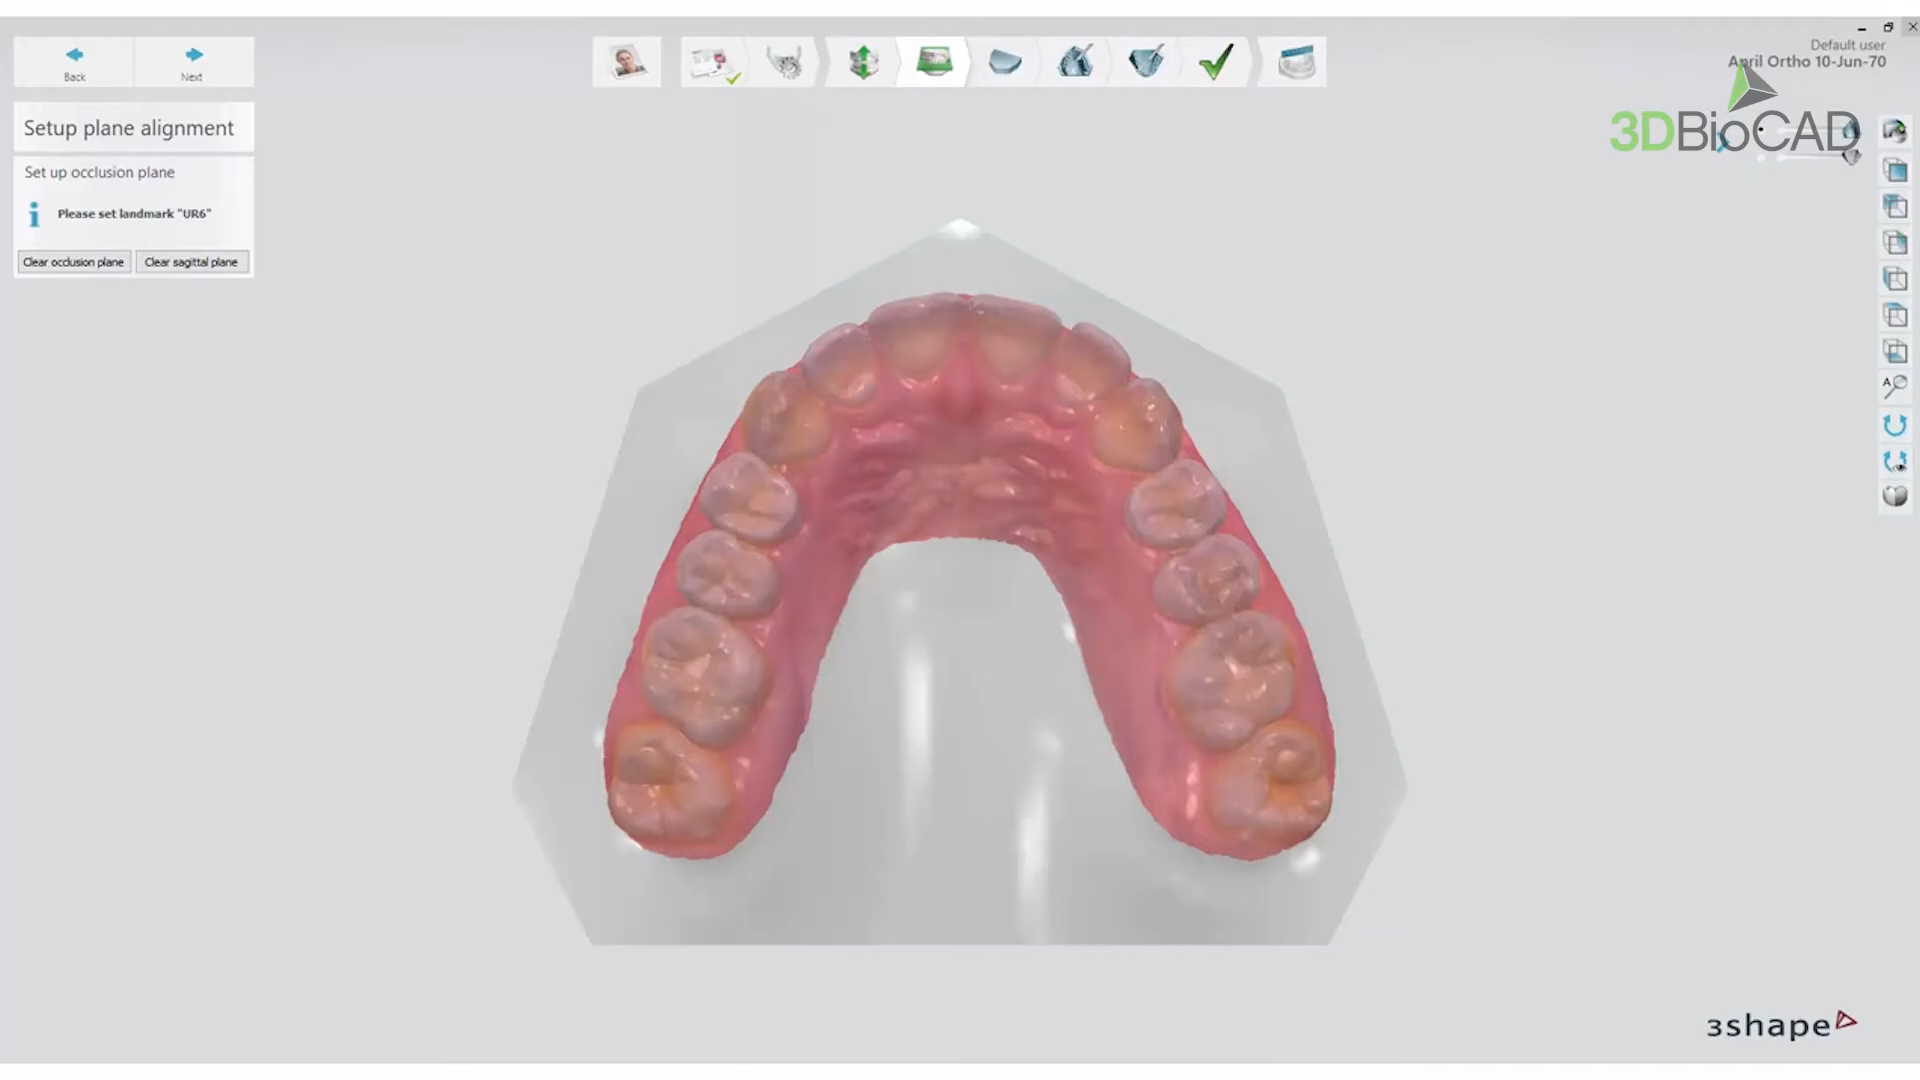 Default user
April Ortho 10-Jun-70
Back
Next
3DBioCAD
Setup plane alignment
Set up occlusion plane
Please set landmark "UR6"
Clear occlusion plane
Clear sagittal plane
A
3shape